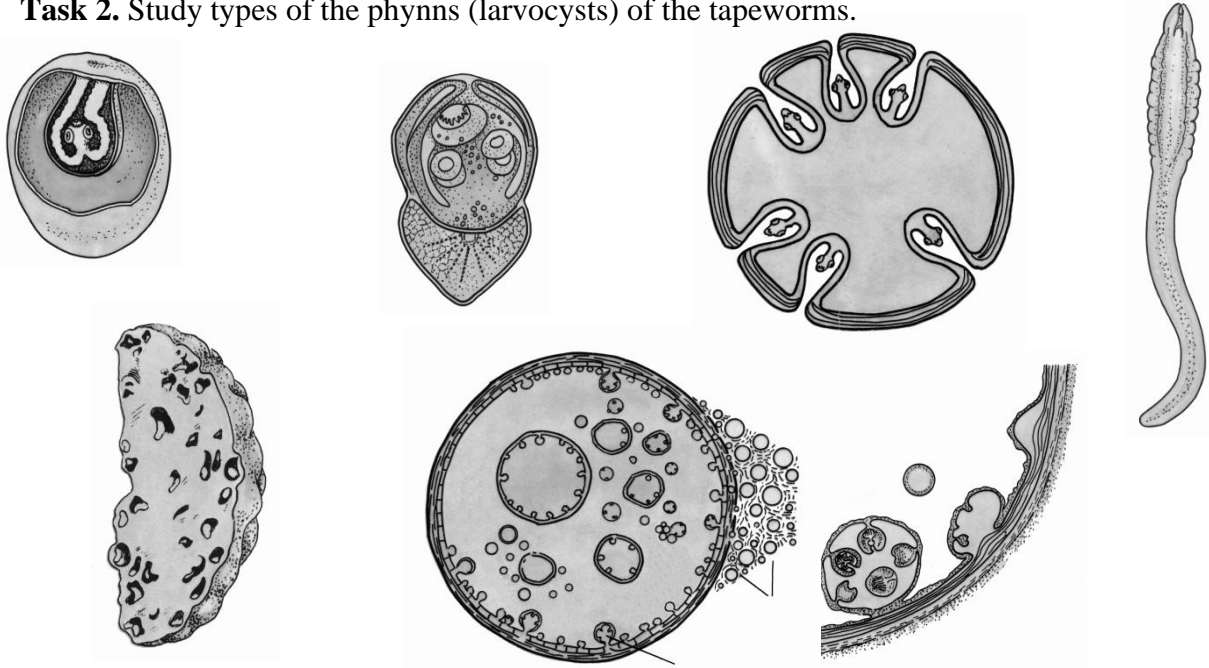 Task 2. Study types of the phynns (larvocysts) of the tapeworms.